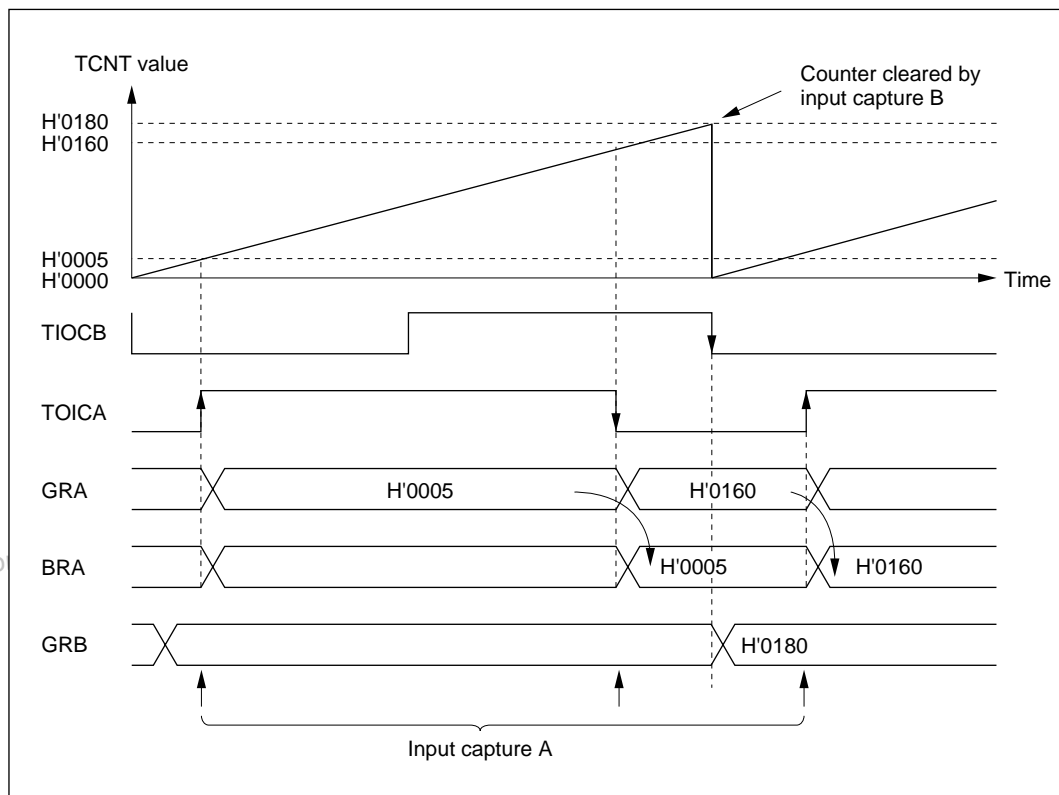 TCNT value
Counter cleared by
input capture B
H'0180
H'0160
H'0005
H'0000
Time
TIOCB
TOICA
GRA
H'0005
H'0160
BRA
H'0005
H'0160
GRB
H'0180
Input capture A